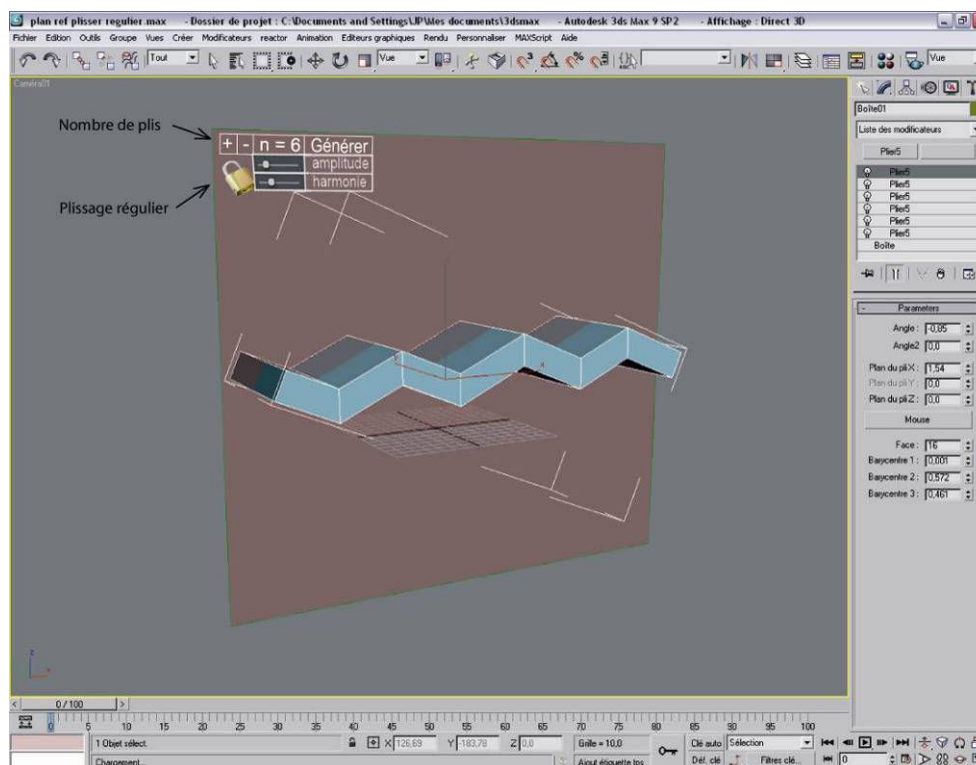 plan ref plisser regulier.max - Dossier de projet : C:\Documents and Settings\JP\Mes documents\3dsmax - Autodesk 3ds Max 9 SP2 - Affichage : Direct 3D
Fichier Edition Outils Groupe Vues Créer Modificateurs reactor Animation Editeurs graphiques Rendu Personnaliser MAXScript Aide
Tout Vue Vue
Caméra01
Nombre de plis
+ - n = 6 Générer
amplitude
harmonie
Plissage régulier
Boîte01
Liste des modificateurs
Plier5
Plier5
Plier5
Plier5
Plier5
Plier5
Plier5
Boîte
- Parameters
Angle : -0,85
Angle2 0,0
Plan du pli X : 1,54
Plan du pli Y : 0,0
Plan du pli Z : 0,0
Mouse
Face : 16
Barycentre 1 : 0,001
Barycentre 2 : 0,572
Barycentre 3 : 0,461
z
x
< 0 / 100 >
0 5 10 15 20 25 30 35 40 45 50 55 60 65 70 75 80 85 90 95 100
1 Objet sélect. X 126,69 Y -183,78 Z 0,0 Grille = 10,0 Clé auto Sélection
Chargement... Ajout étiquette tps Déf. clé Filtres clé... 0